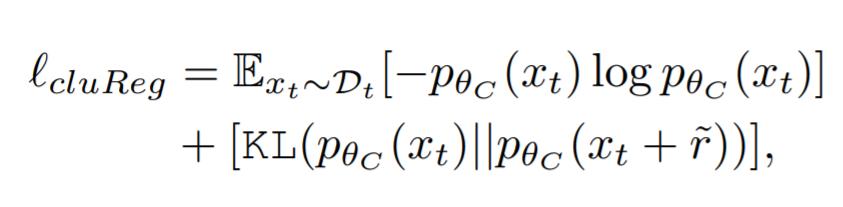 ℓ_{cluReg} = 𝔼_{x_t∼𝒟_t}[−p_{θ_C}(x_t) log p_{θ_C}(x_t)]
+ [KL(p_{θ_C}(x_t)||p_{θ_C}(x_t + r̃))],